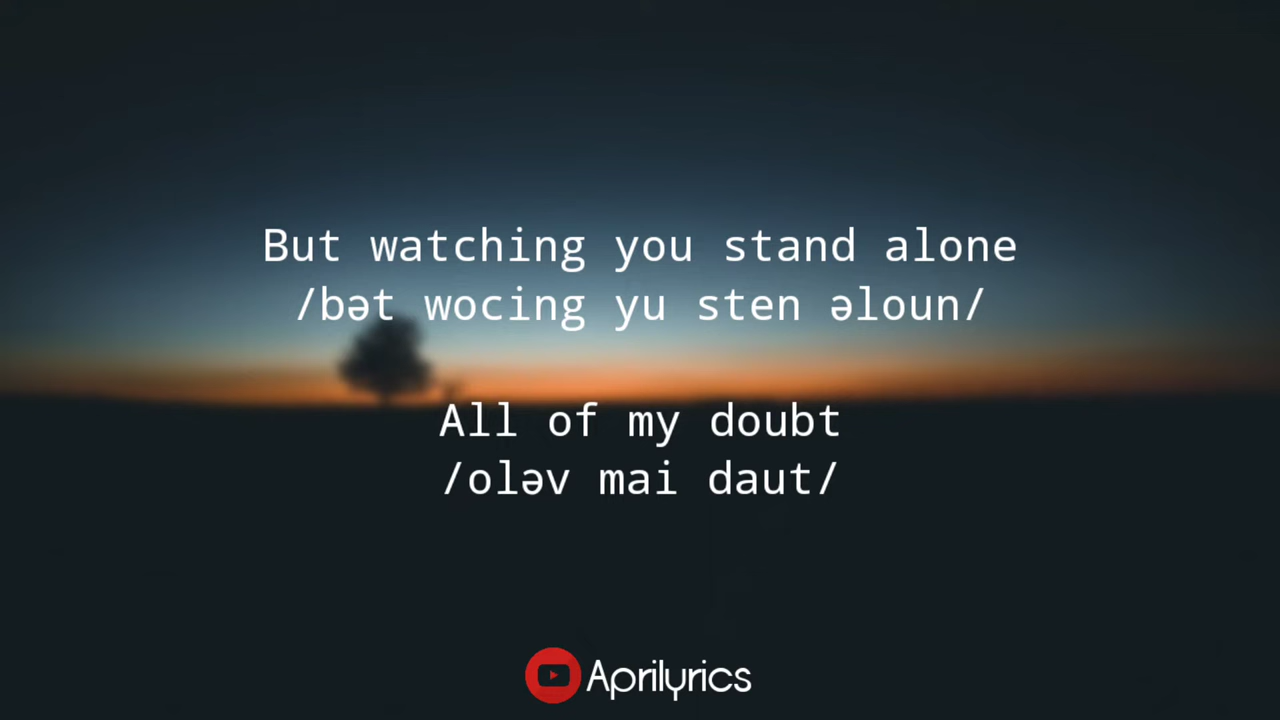 But watching you stand alone
/bət wocing yu sten əloun/
All of my doubt
/oləv mai daut/
Aprilyrics